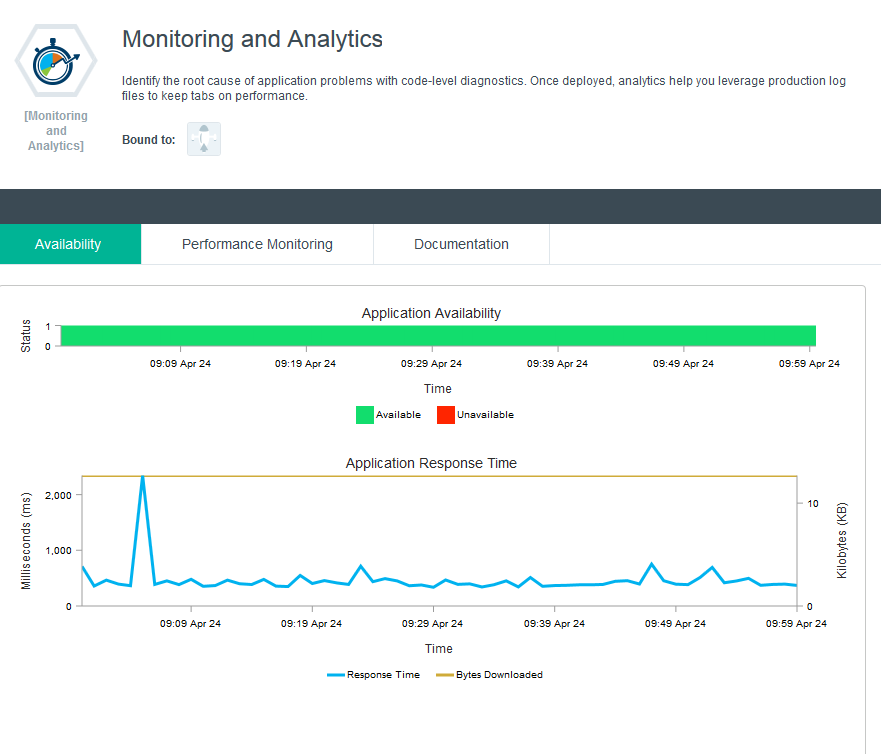 Monitoring and Analytics
Identify the root cause of application problems with code-level diagnostics. Once deployed, analytics help you leverage production log
files to keep tabs on performance.
[Monitoring
and
Analytics]
Bound to:
Availability
Performance Monitoring
Documentation
Application Availability
Status
1
0
09:09 Apr 24
09:19 Apr 24
09:29 Apr 24
09:39 Apr 24
09:49 Apr 24
09:59 Apr 24
Time
Available
Unavailable
Application Response Time
Milliseconds (ms)
2,000
1,000
0
10
0
Kilobytes (KB)
09:09 Apr 24
09:19 Apr 24
09:29 Apr 24
09:39 Apr 24
09:49 Apr 24
09:59 Apr 24
Time
Response Time
Bytes Downloaded